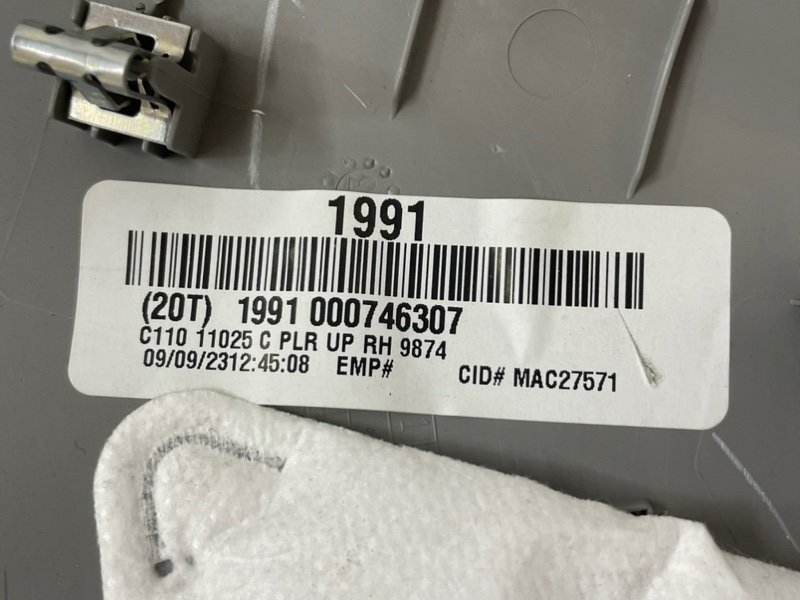 1991
(20T) 1991 000746307
C110 11025 C PLR UP RH 9874
09/09/2312:45:08 EMP# CID# MAC27571